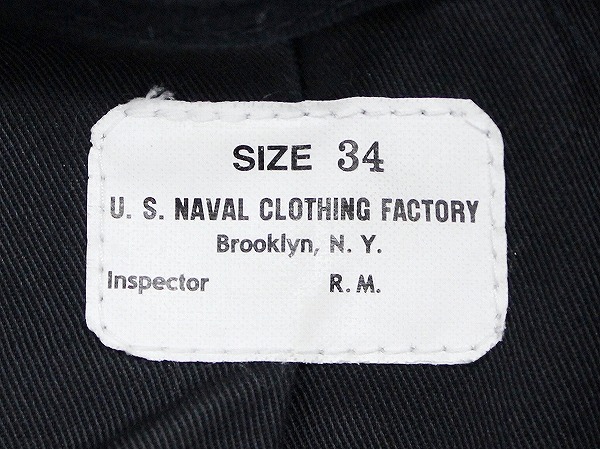 SIZE 34
U. S. NAVAL CLOTHING FACTORY
Brooklyn, N. Y.
Inspector R. M.